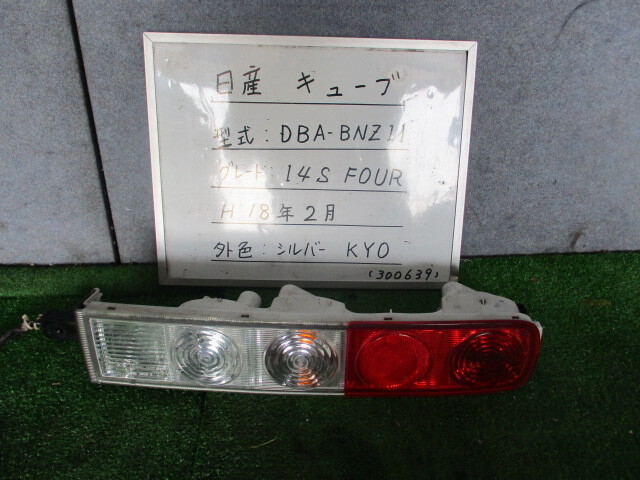 日産 キューブ
型式:DBA-BNZ11
グレード:14S FOUR
H18年2月
外色:シルバー KY0
(300639)